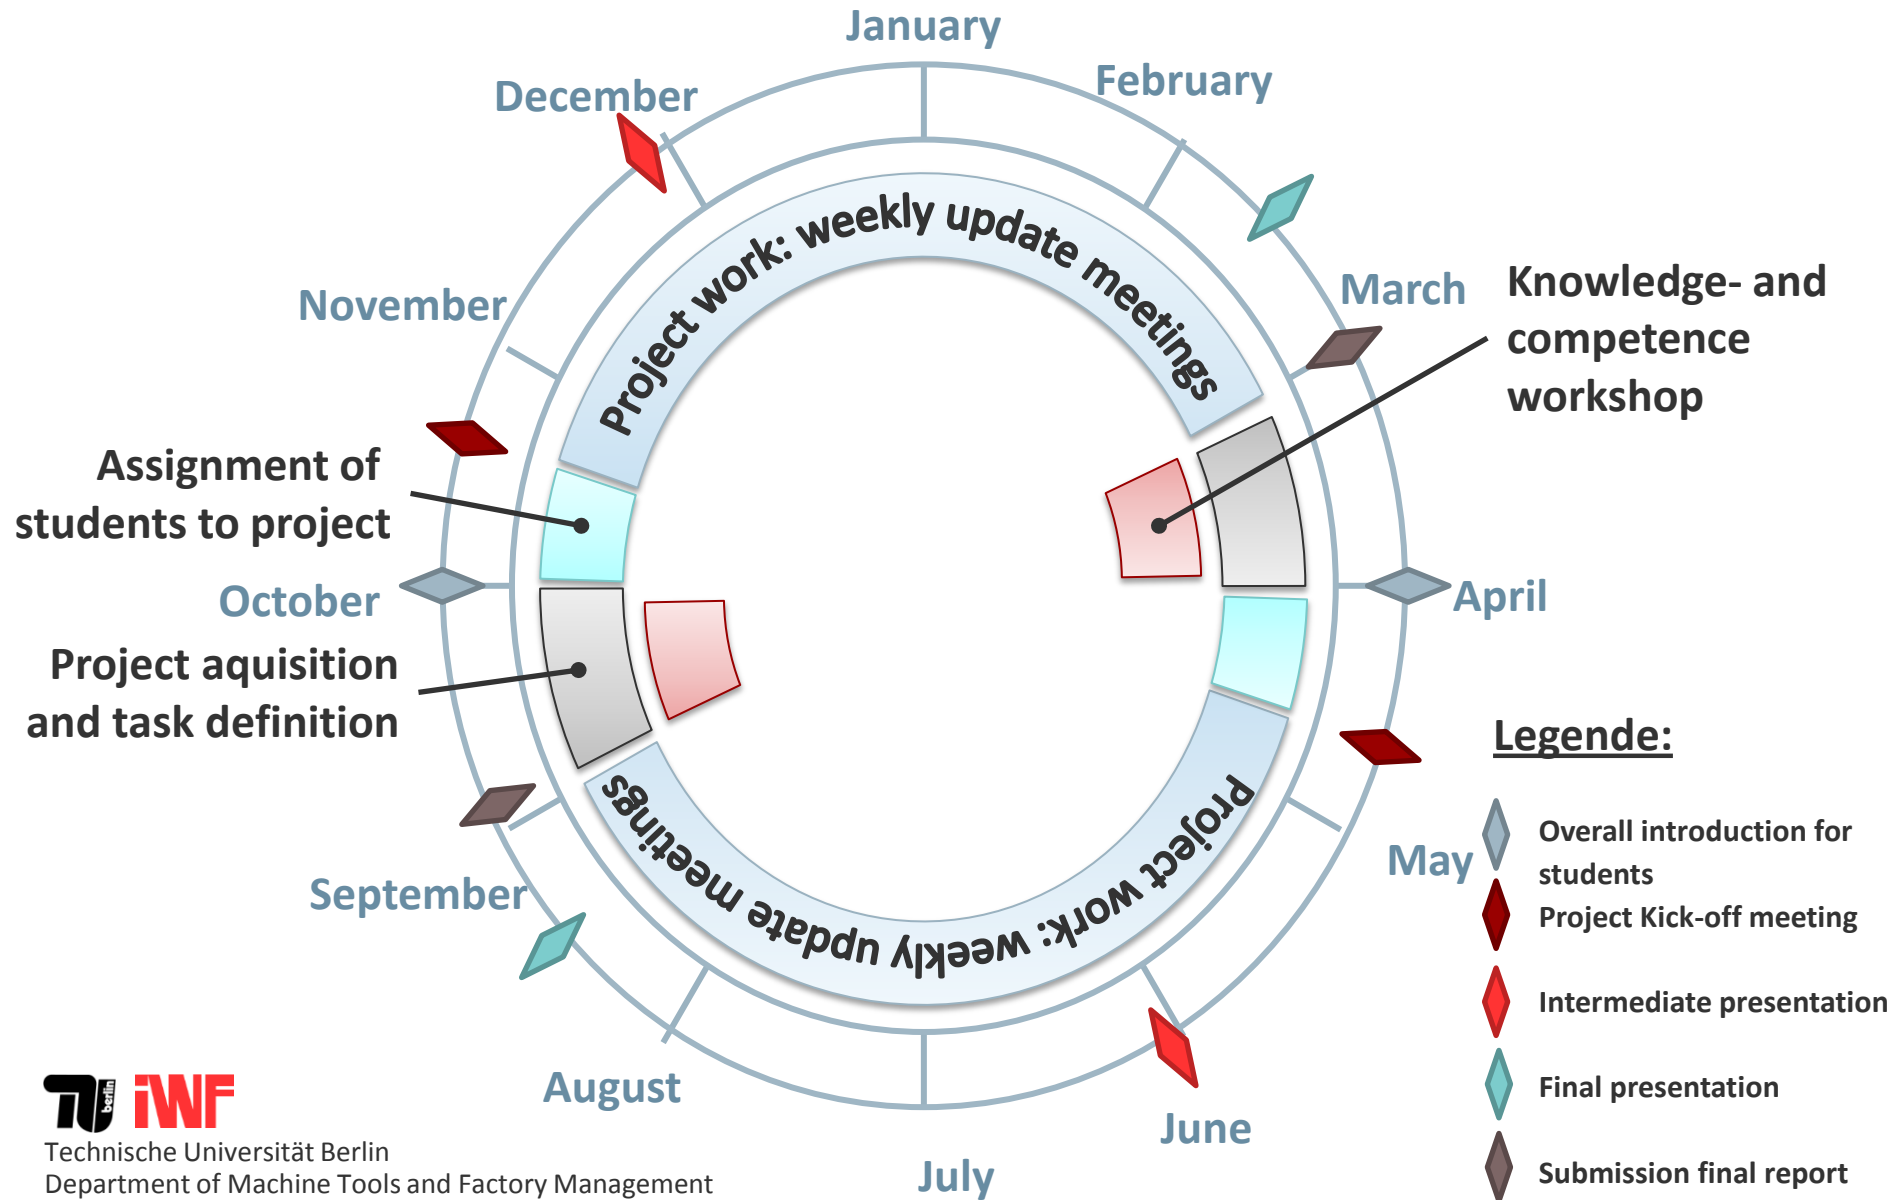 January
February
December
Project work: weekly update meetings
March
Knowledge- and
competence
workshop
November
Assignment of
students to project
October
April
Project aquisition
and task definition
Project work: weekly update meetings
May
September
August
June
July
Legende:
Overall introduction for
students
Project Kick-off meeting
Intermediate presentation
Final presentation
Submission final report
berlin
iWF
Technische Universität Berlin
Department of Machine Tools and Factory Management